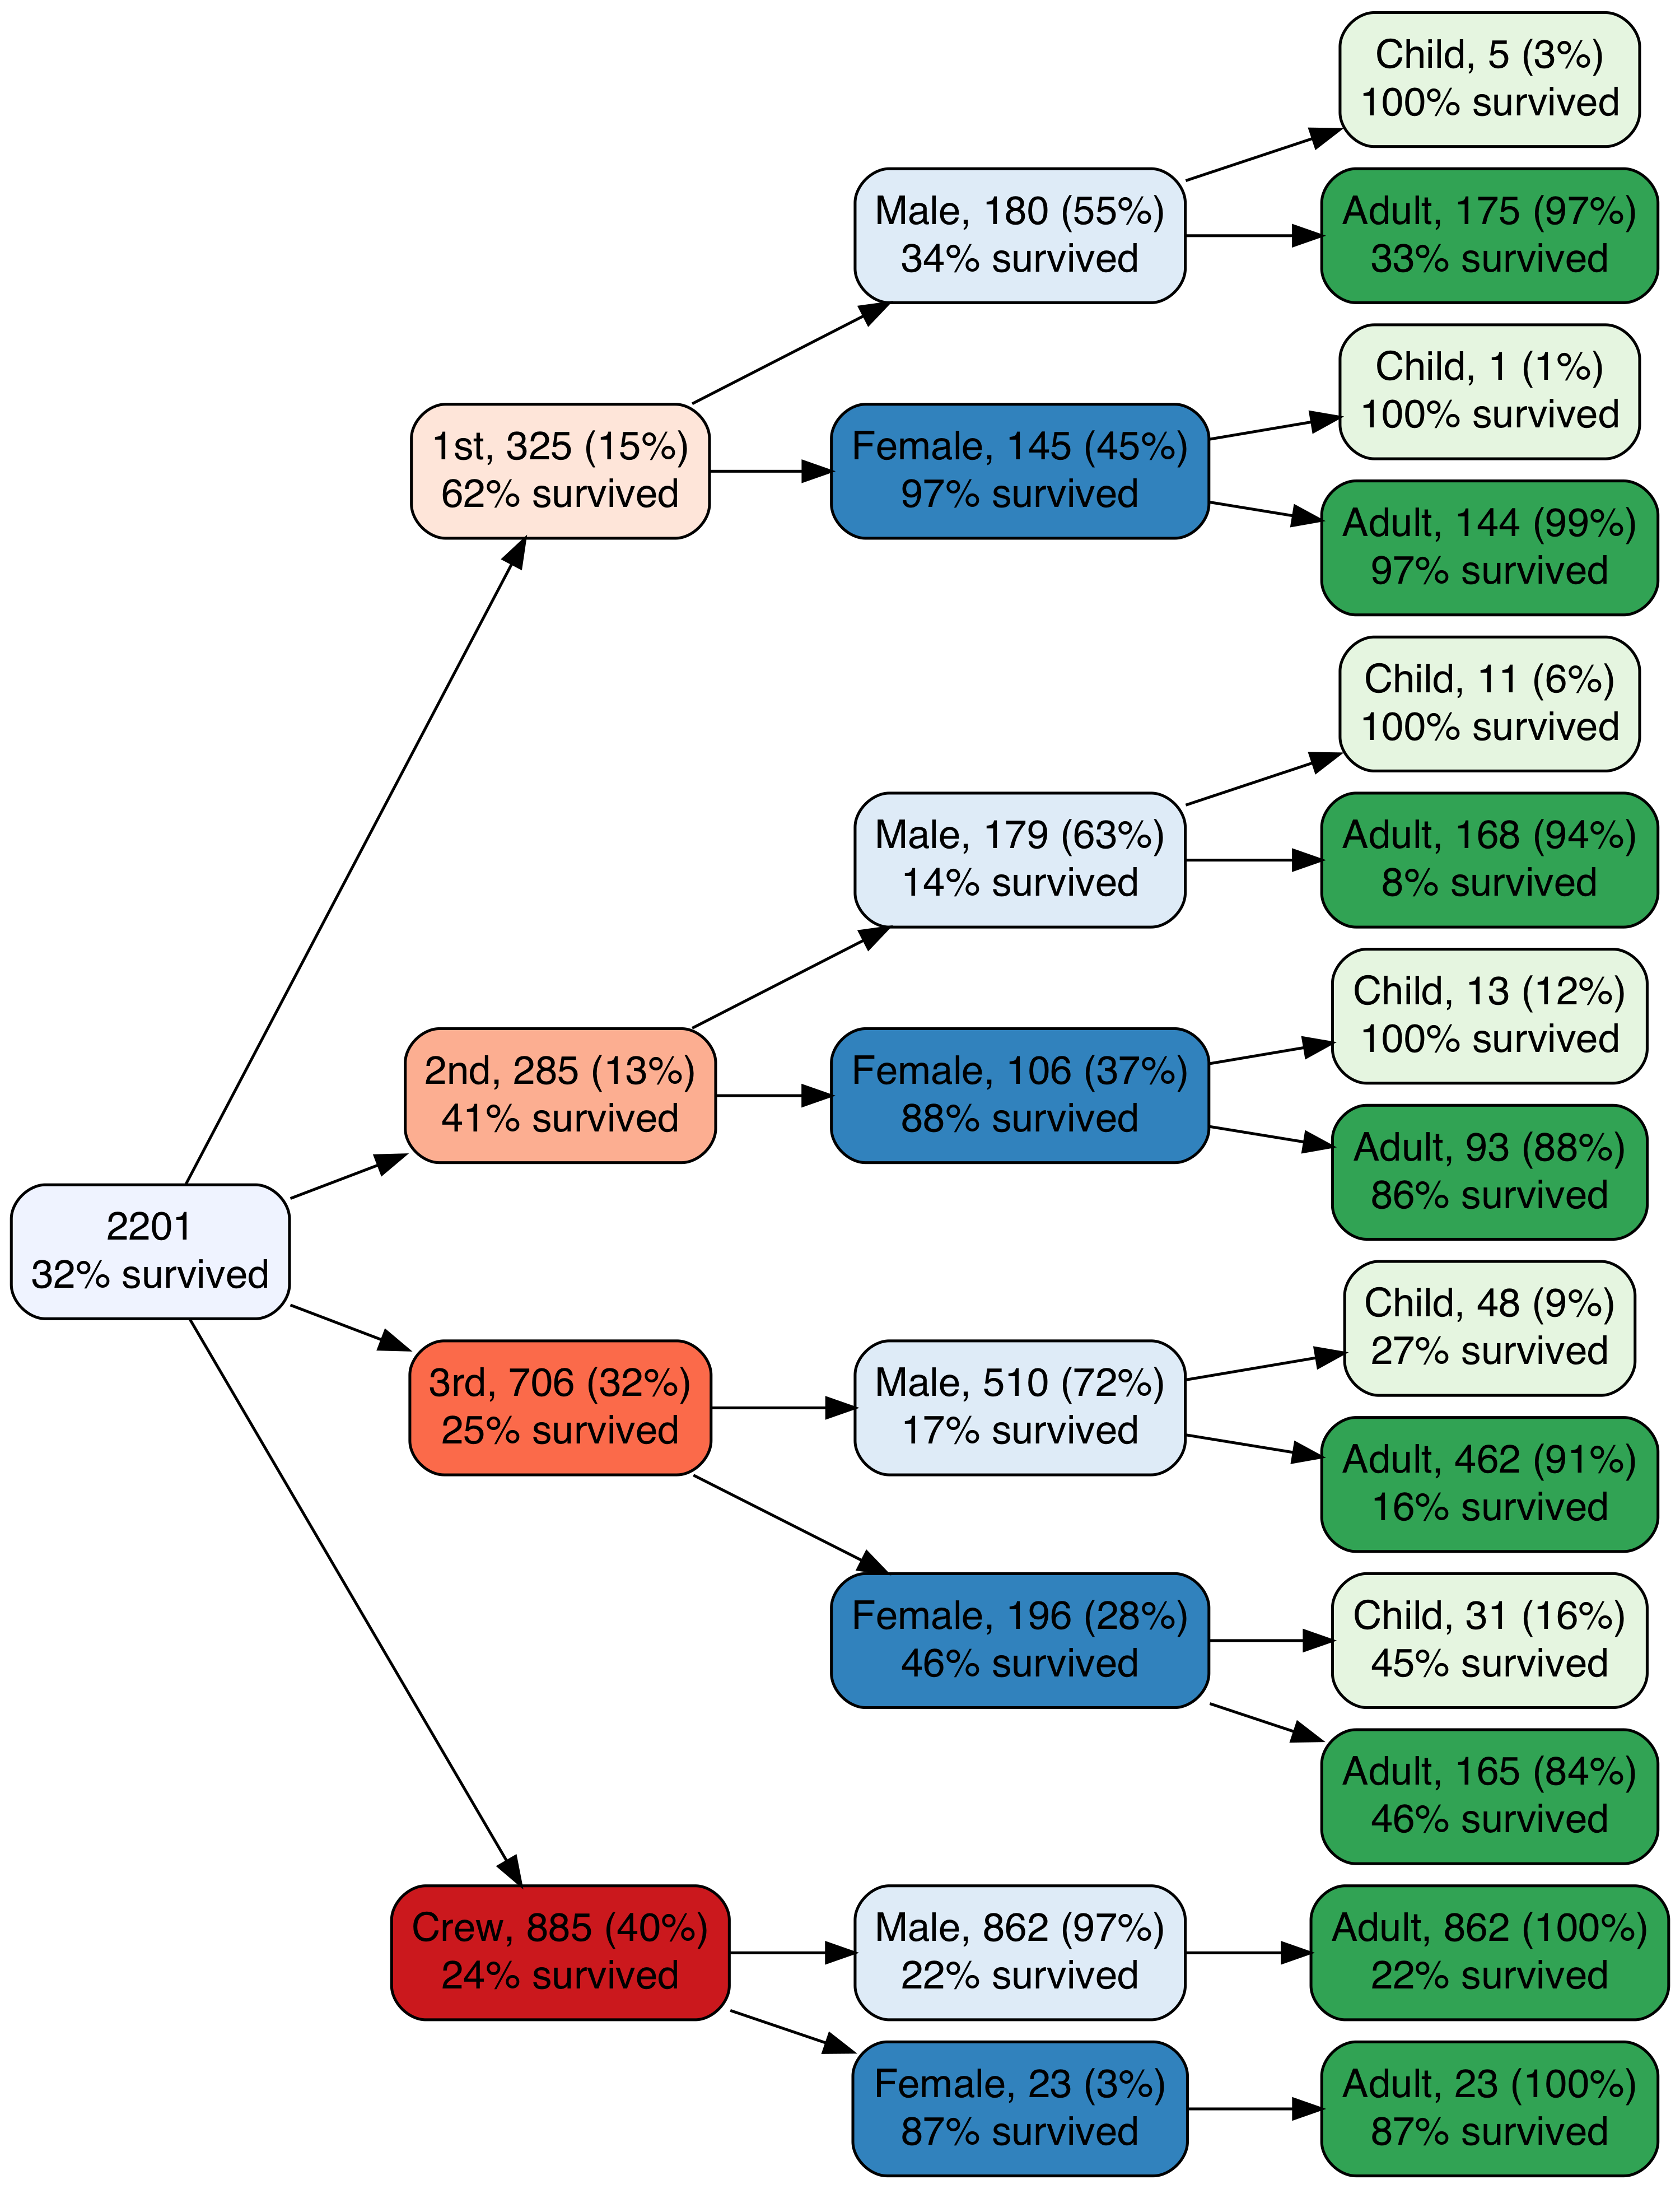 2201
32% survived
1st, 325 (15%)
62% survived
Male, 180 (55%)
34% survived
Child, 5 (3%)
100% survived
Adult, 175 (97%)
33% survived
Female, 145 (45%)
97% survived
Child, 1 (1%)
100% survived
Adult, 144 (99%)
97% survived
2nd, 285 (13%)
41% survived
Male, 179 (63%)
14% survived
Child, 11 (6%)
100% survived
Adult, 168 (94%)
8% survived
Female, 106 (37%)
88% survived
Child, 13 (12%)
100% survived
Adult, 93 (88%)
86% survived
3rd, 706 (32%)
25% survived
Male, 510 (72%)
17% survived
Child, 48 (9%)
27% survived
Adult, 462 (91%)
16% survived
Female, 196 (28%)
46% survived
Child, 31 (16%)
45% survived
Adult, 165 (84%)
46% survived
Crew, 885 (40%)
24% survived
Male, 862 (97%)
22% survived
Adult, 862 (100%)
22% survived
Female, 23 (3%)
87% survived
Adult, 23 (100%)
87% survived